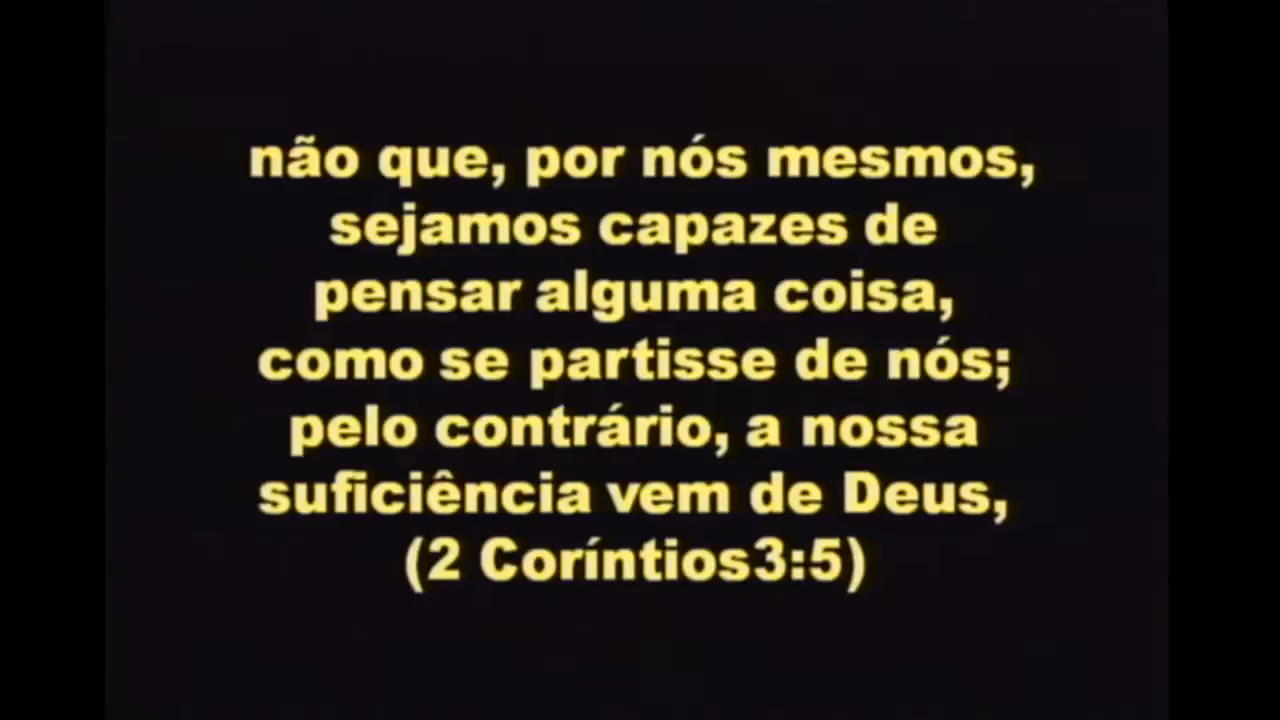 não que, por nós mesmos,
sejamos capazes de
pensar alguma coisa,
como se partisse de nós;
pelo contrário, a nossa
suficiência vem de Deus,
(2 Coríntios3:5)